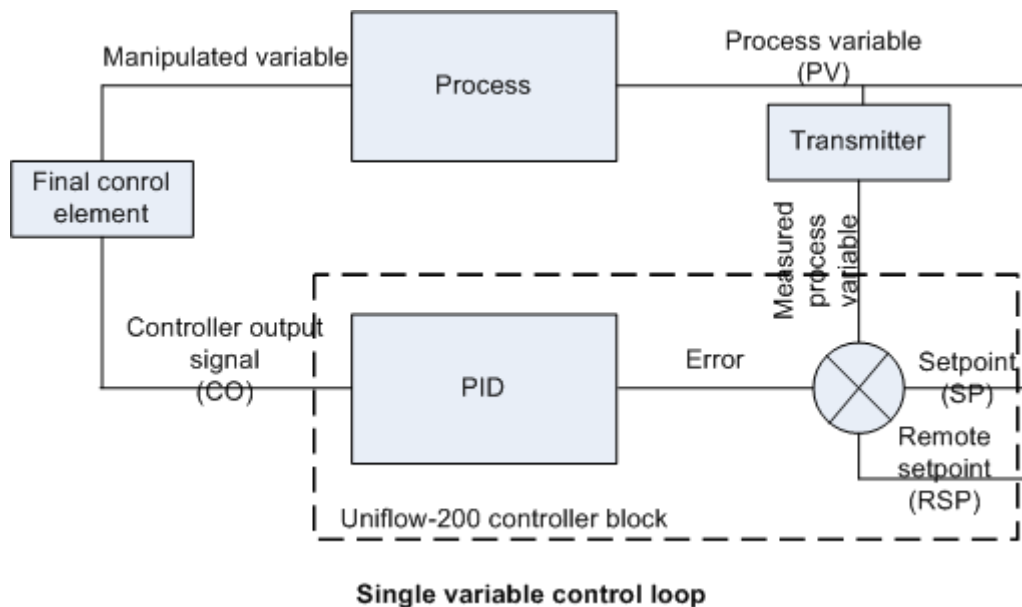 Manipulated variable
Process
Process variable
(PV)
Transmitter
Final conrol
element
Measured
process
variable
Controller output
signal
(CO)
PID
Error
Setpoint
(SP)
Remote
setpoint
(RSP)
Uniflow-200 controller block
Single variable control loop